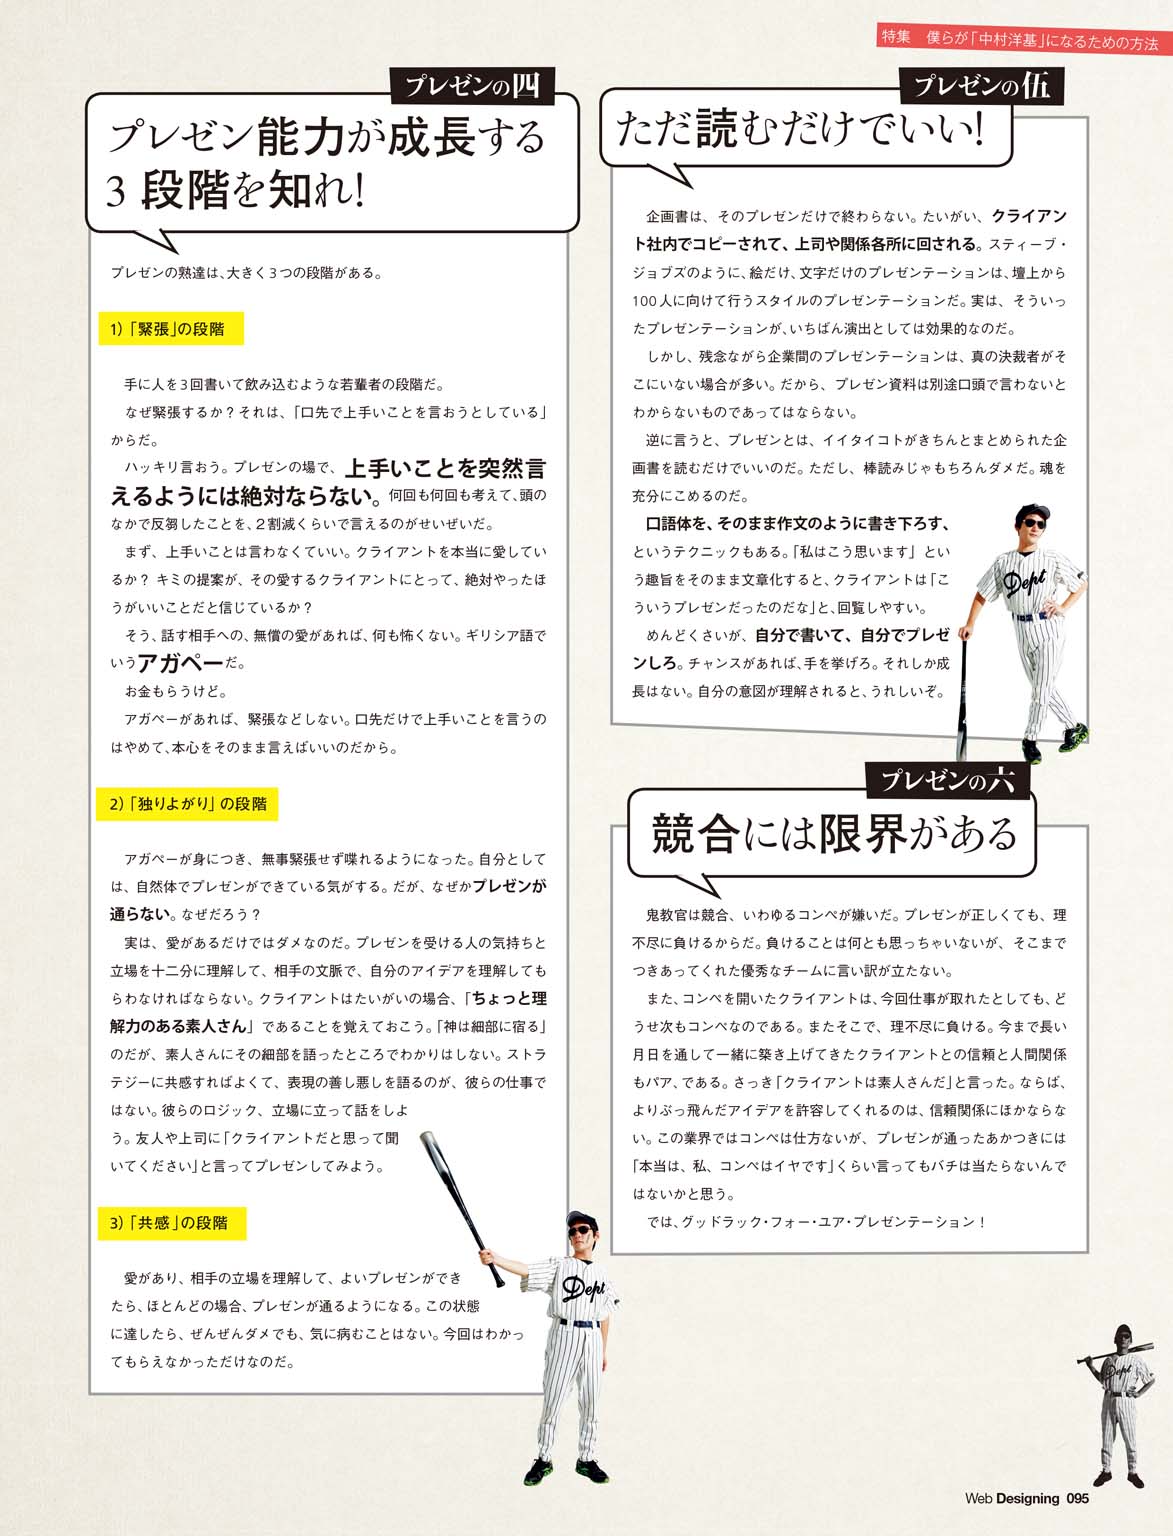 特集　僕らが「中村洋基」になるための方法
プレゼンの四
プレゼン能力が成長する
3 段階を知れ!
プレゼンの熟達は、大きく3つの段階がある。
1）「緊張」の段階
手に人を3回書いて飲み込むような若輩者の段階だ。
なぜ緊張するか？それは、「口先で上手いことを言おうとしている」
からだ。
ハッキリ言おう。プレゼンの場で、上手いことを突然言
えるようには絶対ならない。何回も何回も考えて、頭の
なかで反芻したことを、2割減くらいで言えるのがせいぜいだ。
まず、上手いことは言わなくていい。クライアントを本当に愛してい
るか？ キミの提案が、その愛するクライアントにとって、絶対やったほ
うがいいことだと信じているか？
そう、話す相手への、無償の愛があれば、何も怖くない。ギリシア語で
いうアガペーだ。
お金もらうけど。
アガペーがあれば、緊張などしない。口先だけで上手いことを言うの
はやめて、本心をそのまま言えばいいのだから。
2）「独りよがり」の段階
アガペーが身につき、無事緊張せず喋れるようになった。自分として
は、自然体でプレゼンができている気がする。だが、なぜかプレゼンが
通らない。なぜだろう？
実は、愛があるだけではダメなのだ。プレゼンを受ける人の気持ちと
立場を十二分に理解して、相手の文脈で、自分のアイデアを理解しても
らわなければならない。クライアントはたいがいの場合、「ちょっと理
解力のある素人さん」であることを覚えておこう。「神は細部に宿る」
のだが、素人さんにその細部を語ったところでわかりはしない。ストラ
テジーに共感すればよくて、表現の善し悪しを語るのが、彼らの仕事で
はない。彼らのロジック、立場に立って話をしよ
う。友人や上司に「クライアントだと思って聞
いてください」と言ってプレゼンしてみよう。
3）「共感」の段階
愛があり、相手の立場を理解して、よいプレゼンができ
たら、ほとんどの場合、プレゼンが通るようになる。この状態
に達したら、ぜんぜんダメでも、気に病むことはない。今回はわかっ
てもらえなかっただけなのだ。
プレゼンの伍
ただ読むだけでいい!
企画書は、そのプレゼンだけで終わらない。たいがい、クライアン
ト社内でコピーされて、上司や関係各所に回される。スティーブ・
ジョブズのように、絵だけ、文字だけのプレゼンテーションは、壇上から
100人に向けて行うスタイルのプレゼンテーションだ。実は、そういっ
たプレゼンテーションが、いちばん演出としては効果的なのだ。
しかし、残念ながら企業間のプレゼンテーションは、真の決裁者がそ
こにいない場合が多い。だから、プレゼン資料は別途口頭で言わないと
わからないものであってはならない。
逆に言うと、プレゼンとは、イイタイコトがきちんとまとめられた企
画書を読むだけでいいのだ。ただし、棒読みじゃもちろんダメだ。魂を
充分にこめるのだ。
口語体を、そのまま作文のように書き下ろす、
というテクニックもある。「私はこう思います」とい
う趣旨をそのまま文章化すると、クライアントは「こ
ういうプレゼンだったのだな」と、回覧しやすい。
めんどくさいが、自分で書いて、自分でプレゼ
ンしろ。チャンスがあれば、手を挙げろ。それしか成
長はない。自分の意図が理解されると、うれしいぞ。
Dept
プレゼンの六
競合には限界がある
鬼教官は競合、いわゆるコンペが嫌いだ。プレゼンが正しくても、理
不尽に負けるからだ。負けることは何とも思っちゃいないが、そこまで
つきあってくれた優秀なチームに言い訳が立たない。
また、コンペを開いたクライアントは、今回仕事が取れたとしても、ど
うせ次もコンペなのである。またそこで、理不尽に負ける。今まで長い
月日を通して一緒に築き上げてきたクライアントとの信頼と人間関係
もパア、である。さっき「クライアントは素人さんだ」と言った。ならば、
よりぶっ飛んだアイデアを許容してくれるのは、信頼関係にほかならな
い。この業界ではコンペは仕方ないが、プレゼンが通ったあかつきには
「本当は、私、コンペはイヤです」くらい言ってもバチは当たらないんで
はないかと思う。
では、グッドラック・フォー・ユア・プレゼンテーション！
Dept
Dept
Web Designing 095